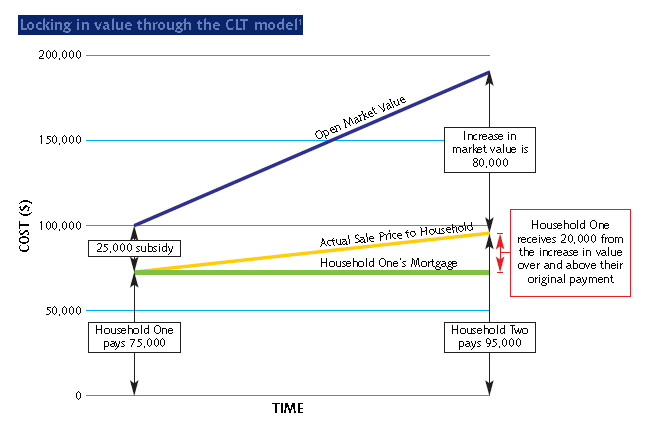 Locking in value through the CLT model¹
200,000
150,000
100,000
50,000
0
COST ($)
TIME
Open Market Value
Increase in
market value is
80,000
25,000 subsidy
Actual Sale Price to Household
Household One's Mortgage
Household One
receives 20,000 from
the increase in value
over and above their
original payment
Household One
pays 75,000
Household Two
pays 95,000